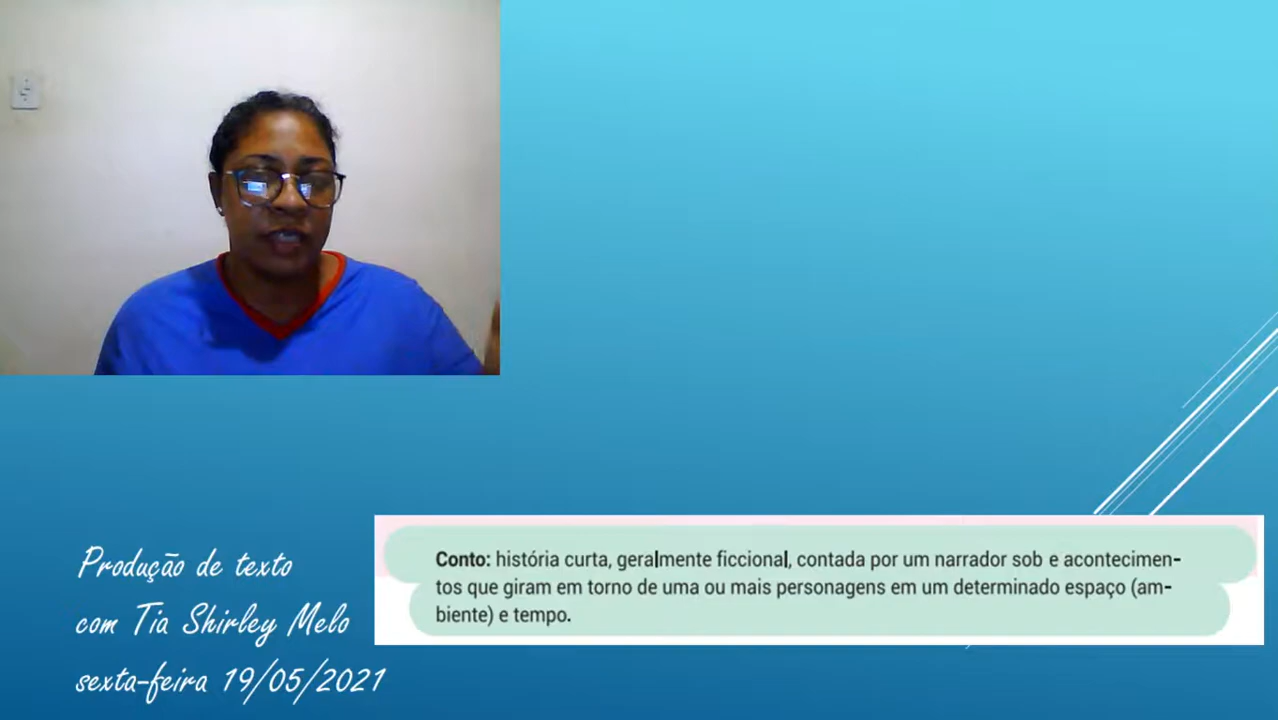 Produção de texto
com Tia Shirley Melo
sexta-feira 19/05/2021
Conto: história curta, geralmente ficcional, contada por um narrador sob e acontecimen-
tos que giram em torno de uma ou mais personagens em um determinado espaço (am-
biente) e tempo.